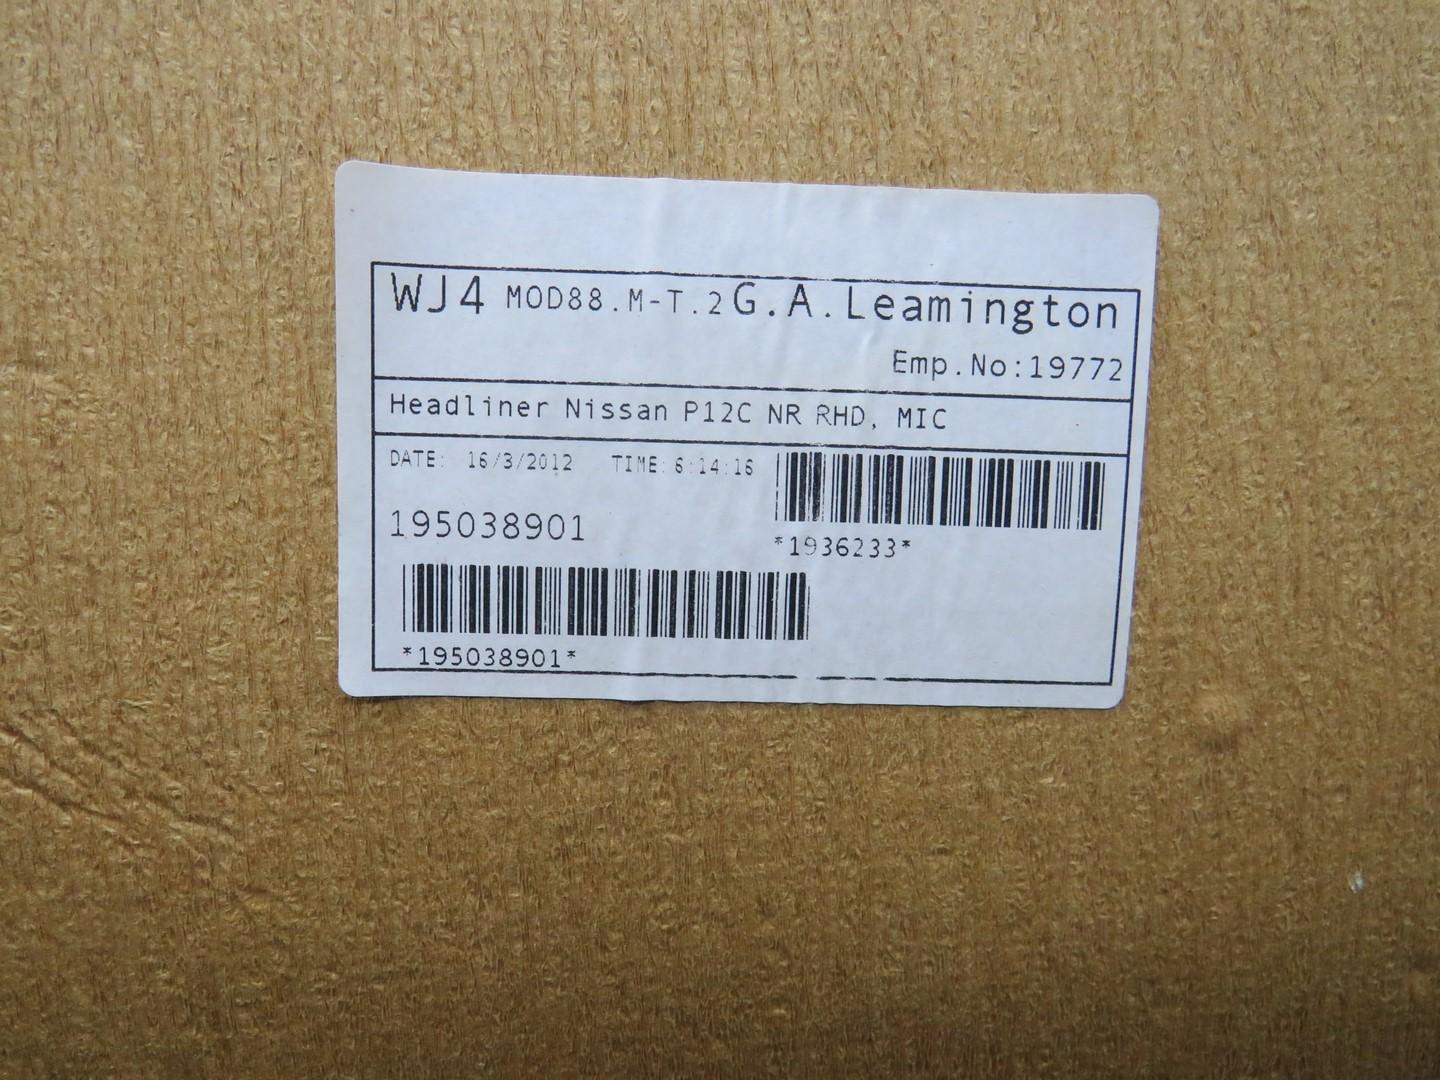 WJ4 MOD88.M-T.2 G.A.Leamington
Emp.No:19772
Headliner Nissan P12C NR RHD, MIC
DATE: 16/3/2012 TIME: 6:14:16
195038901
*1936233*
*195038901*